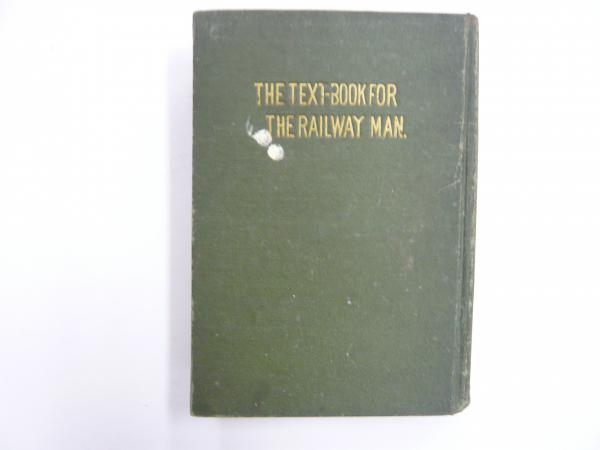 THE TEXT-BOOK FOR
THE RAILWAY MAN.